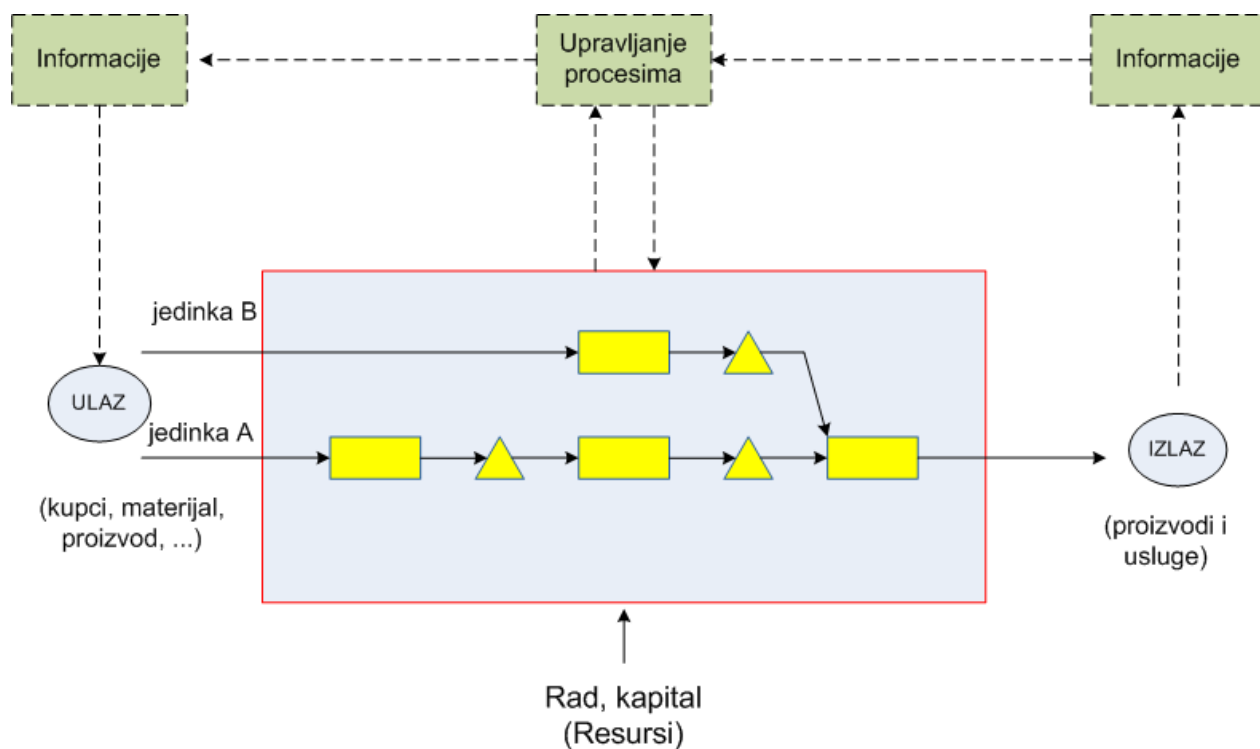 Informacije
Upravljanje
procesima
Informacije
jedinka B
ULAZ
jedinka A
(kupci, materijal,
proizvod, ...)
IZLAZ
(proizvodi i
usluge)
Rad, kapital
(Resursi)